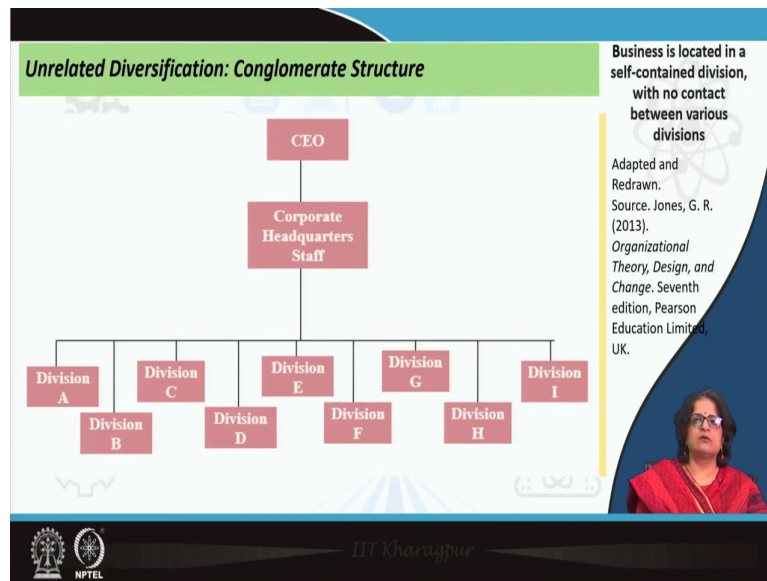 Unrelated Diversification: Conglomerate Structure
CEO
Corporate
Headquarters
Staff
Division
A
Division
B
Division
C
Division
D
Division
E
Division
F
Division
G
Division
H
Division
I
Business is located in a
self-contained division,
with no contact
between various
divisions
Adapted and
Redrawn.
Source. Jones, G. R.
(2013).
Organizational
Theory, Design, and
Change. Seventh
edition, Pearson
Education Limited,
UK.
NPTEL
IIT Kharagpur